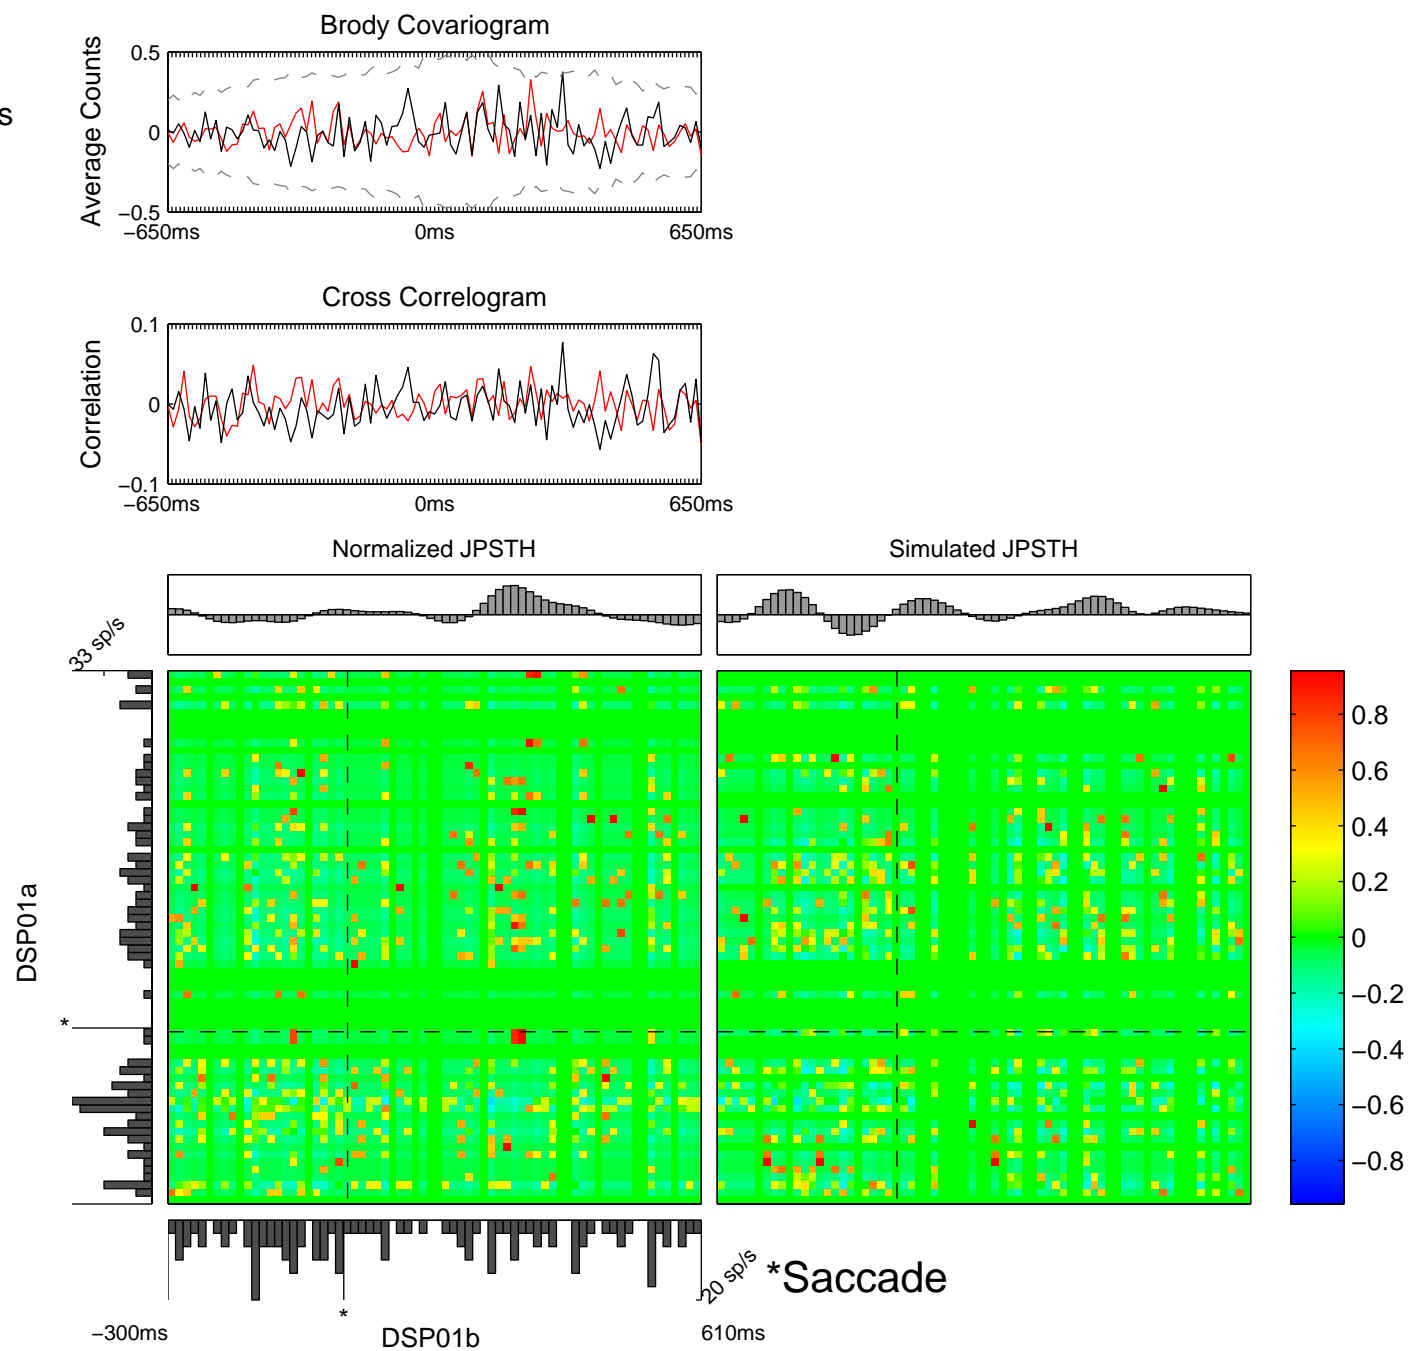 Brody Covariogram
s
Average Counts
0.5
0
−0.5
−650ms
0ms
650ms
Cross Correlogram
Correlation
0.1
0
−0.1
−650ms
0ms
650ms
Normalized JPSTH
Simulated JPSTH
33 sp/s
DSP01a
*
0.8
0.6
0.4
0.2
0
−0.2
−0.4
−0.6
−0.8
20 sp/s
*Saccade
*
−300ms
DSP01b
610ms